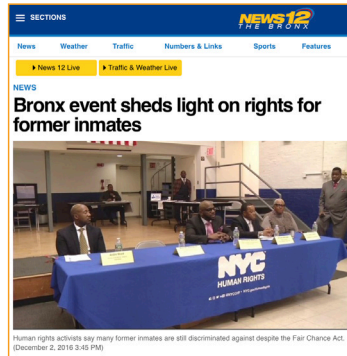 SECTIONS
NEWS 12
THE BRONX
News Weather Traffic Numbers & Links Sports Features
News 12 Live Traffic & Weather Live
NEWS
Bronx event sheds light on rights for
former inmates
NYC
HUMAN RIGHTS
Human rights activists say many former inmates are still discriminated against despite the Fair Chance Act.
(December 2, 2016 3:45 PM)